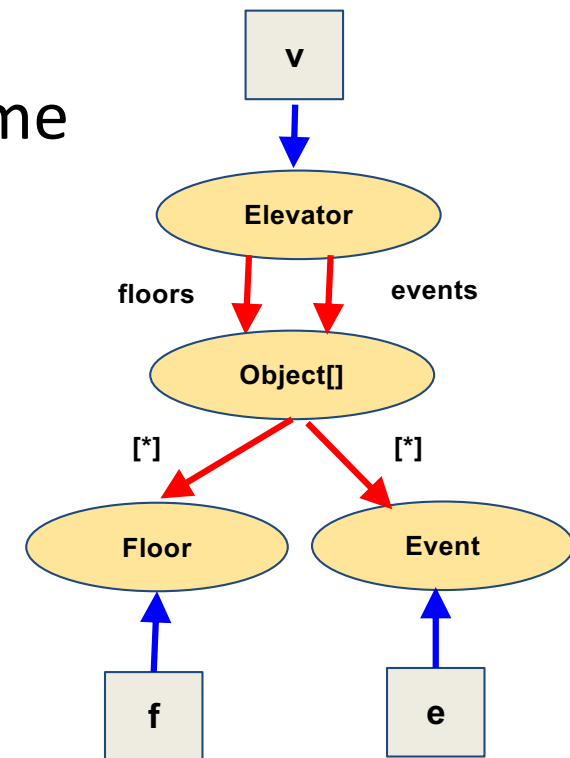 v
me
Elevator
floors
events
Object[]
[*]
[*]
Floor
Event
f
e